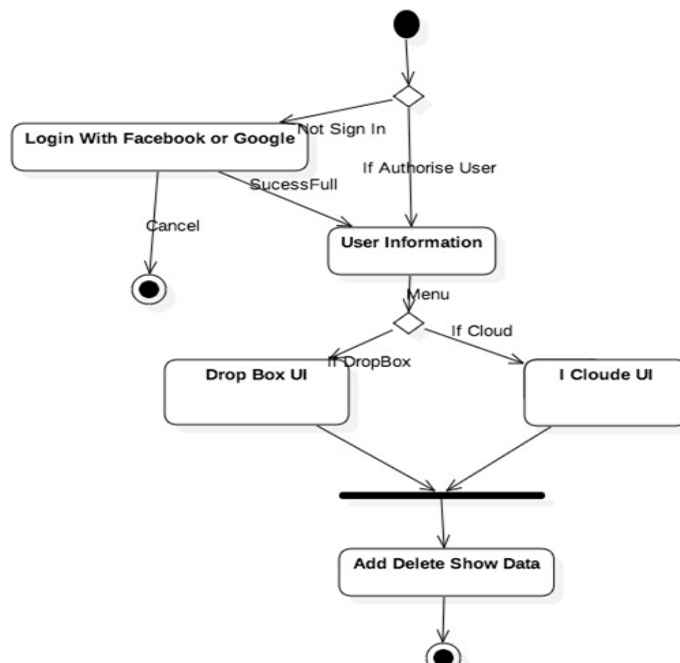 Not Sign In
Login With Facebook or Google
If Authorise User
SucessFull
Cancel
User Information
Menu
If Cloud
If DropBox
Drop Box UI
I Cloude UI
Add Delete Show Data